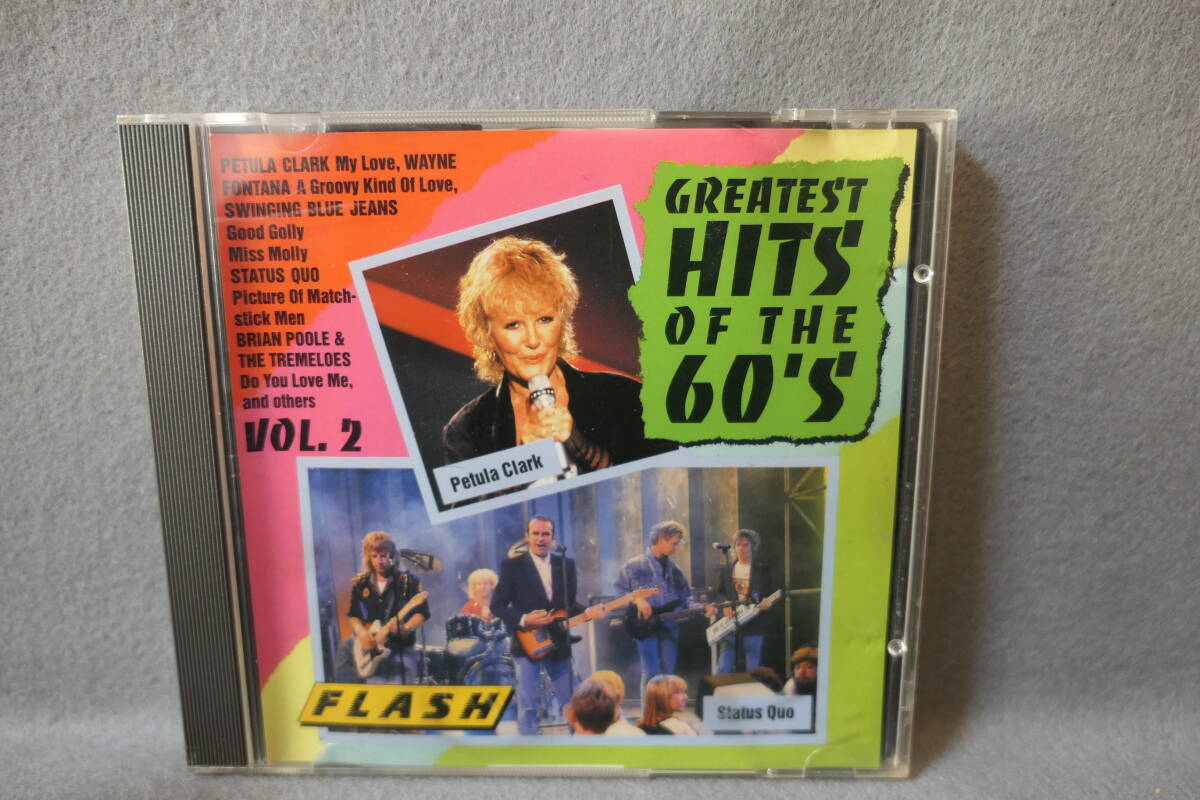 PETULA CLARK My Love, WAYNE
FONTANA A Groovy Kind Of Love,
SWINGING BLUE JEANS
Good Golly
Miss Molly
STATUS QUO
Picture Of Match-
stick Men
BRIAN POOLE &
THE TREMELOES
Do You Love Me,
and others
VOL. 2
GREATEST
HITS
OF THE
60'S
Petula Clark
FLASH
Status Quo